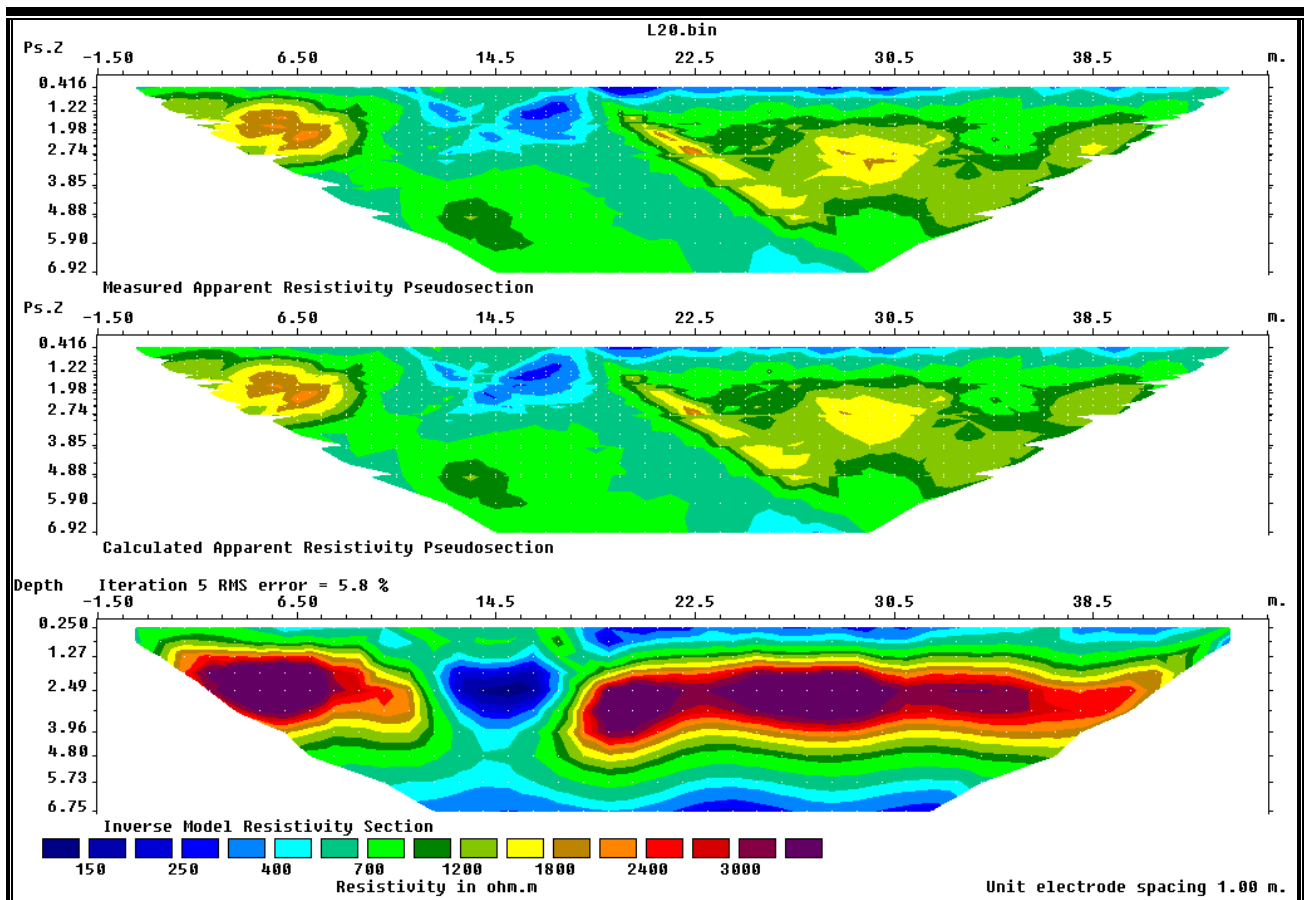 L20.bin
Ps.Z -1.50 6.50 14.5 22.5 30.5 38.5 m.
0.416
1.22
1.98
2.74
3.85
4.88
5.90
6.92
Measured Apparent Resistivity Pseudosection
Ps.Z -1.50 6.50 14.5 22.5 30.5 38.5 m.
0.416
1.22
1.98
2.74
3.85
4.88
5.90
6.92
Calculated Apparent Resistivity Pseudosection
Depth Iteration 5 RMS error = 5.8 %
-1.50 6.50 14.5 22.5 30.5 38.5 m.
0.250
1.27
2.49
3.96
4.80
5.73
6.75
Inverse Model Resistivity Section
150 250 400 700 1200 1800 2400 3000
Resistivity in ohm.m Unit electrode spacing 1.00 m.